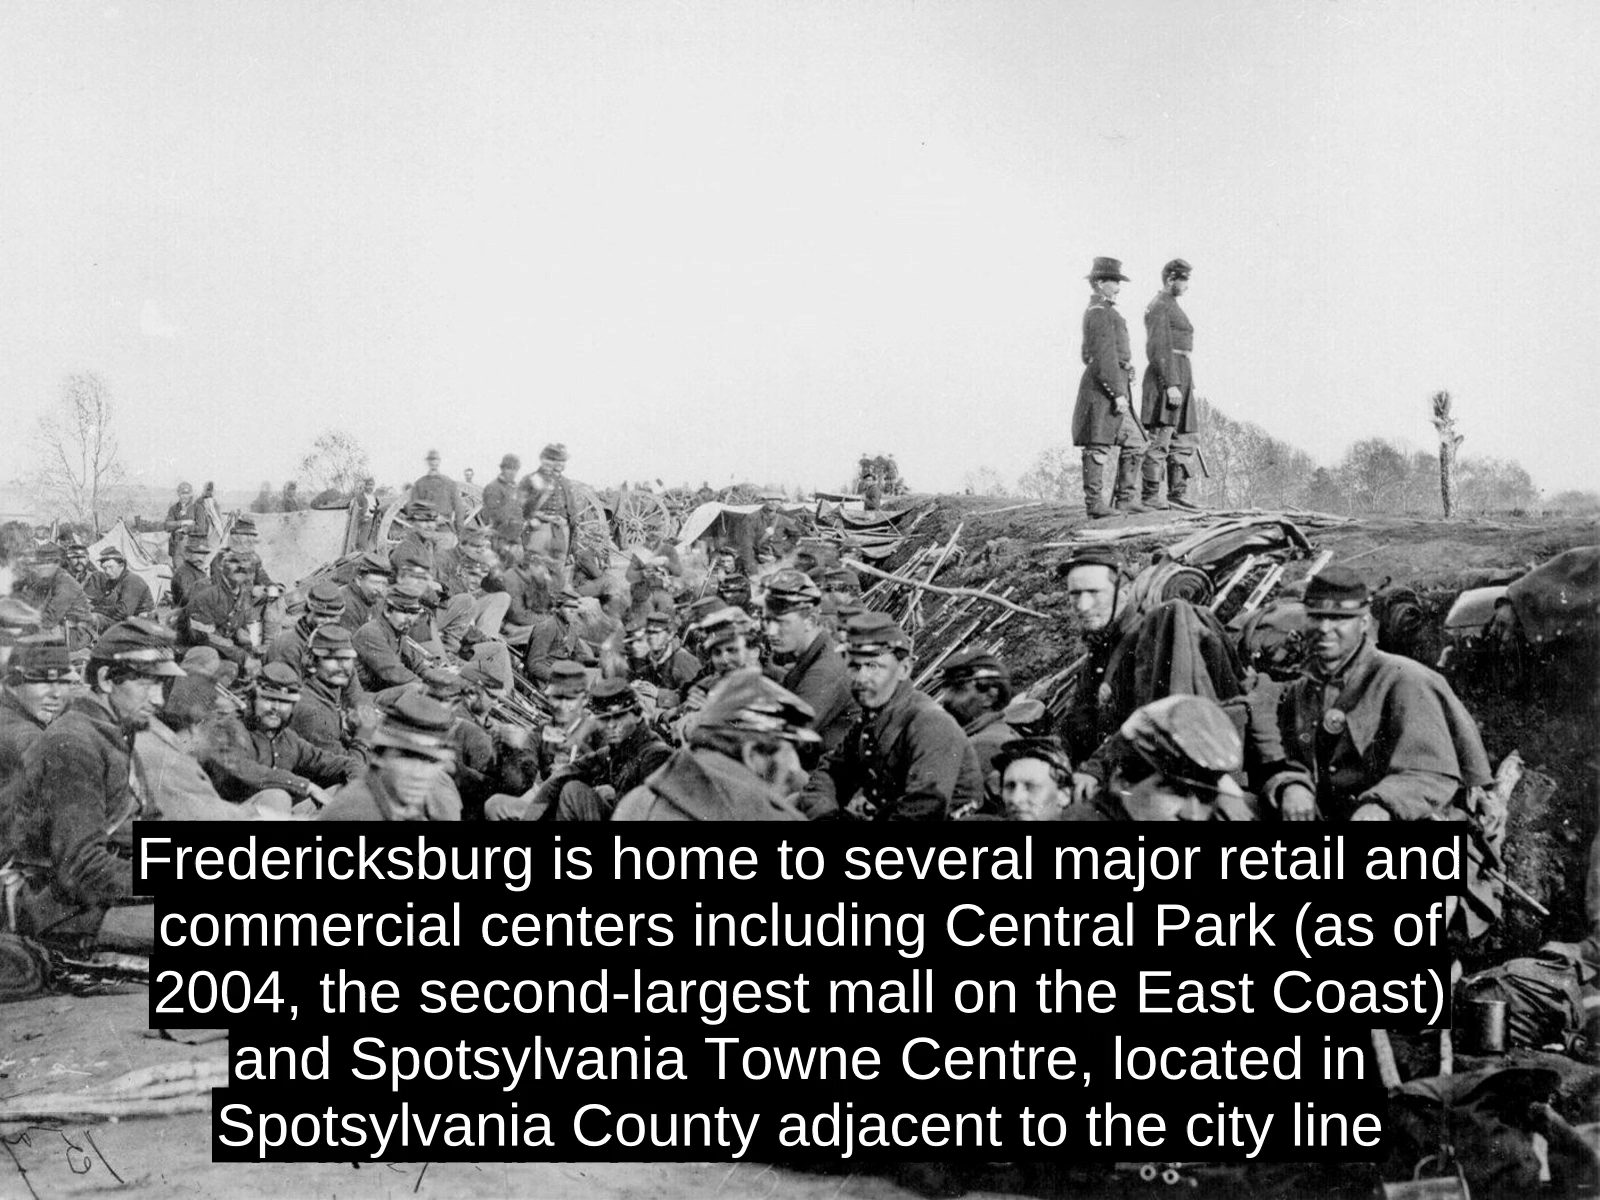 Fredericksburg is home to several major retail and
commercial centers including Central Park (as of
2004, the second-largest mall on the East Coast)
and Spotsylvania Towne Centre, located in
Spotsylvania County adjacent to the city line